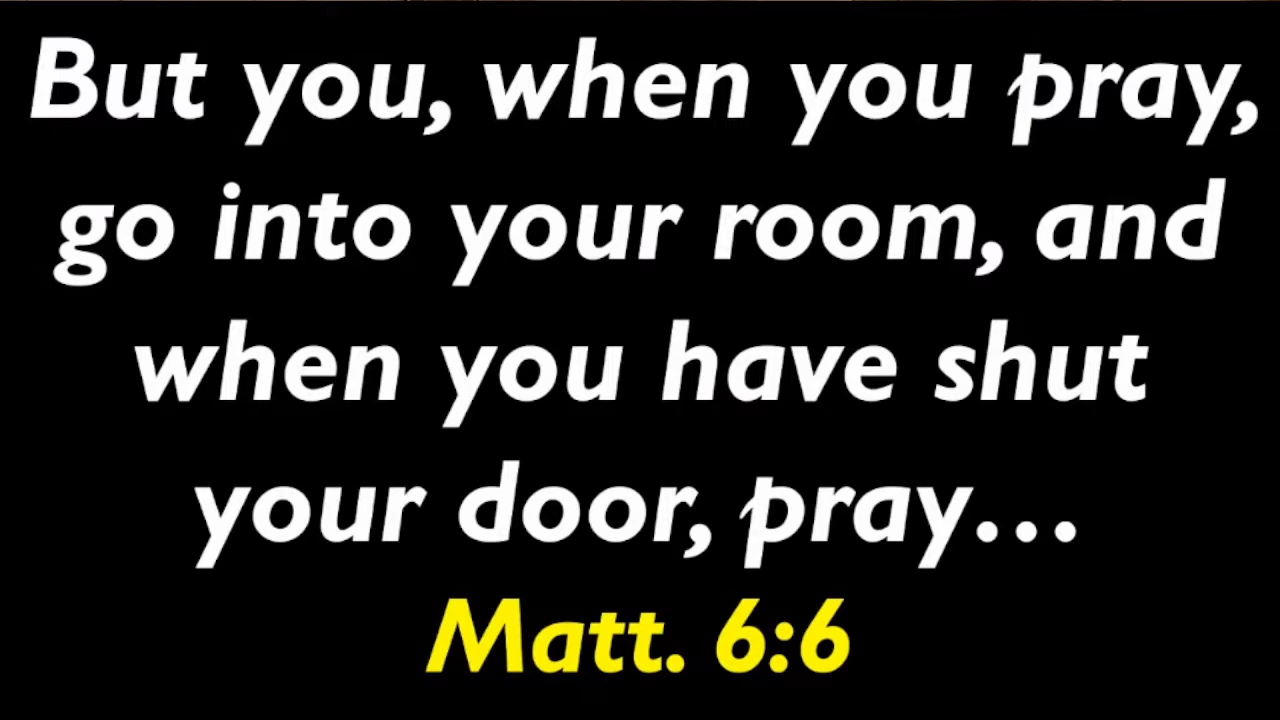 But you, when you pray,
go into your room, and
when you have shut
your door, pray…
Matt. 6:6